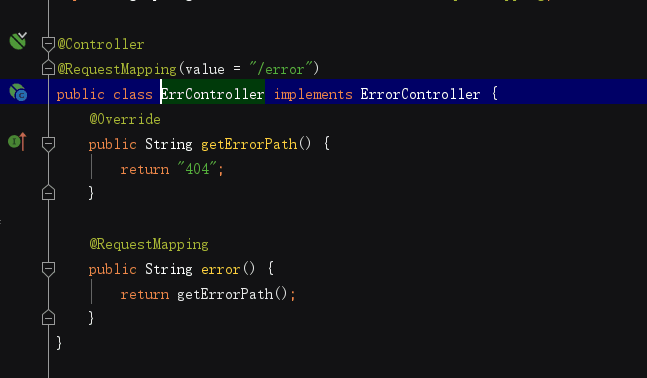 @Controller
@RequestMapping(value = "/error")
public class ErrController implements ErrorController {
@Override
public String getErrorPath() {
return "404";
}
@RequestMapping
public String error() {
return getErrorPath();
}
}